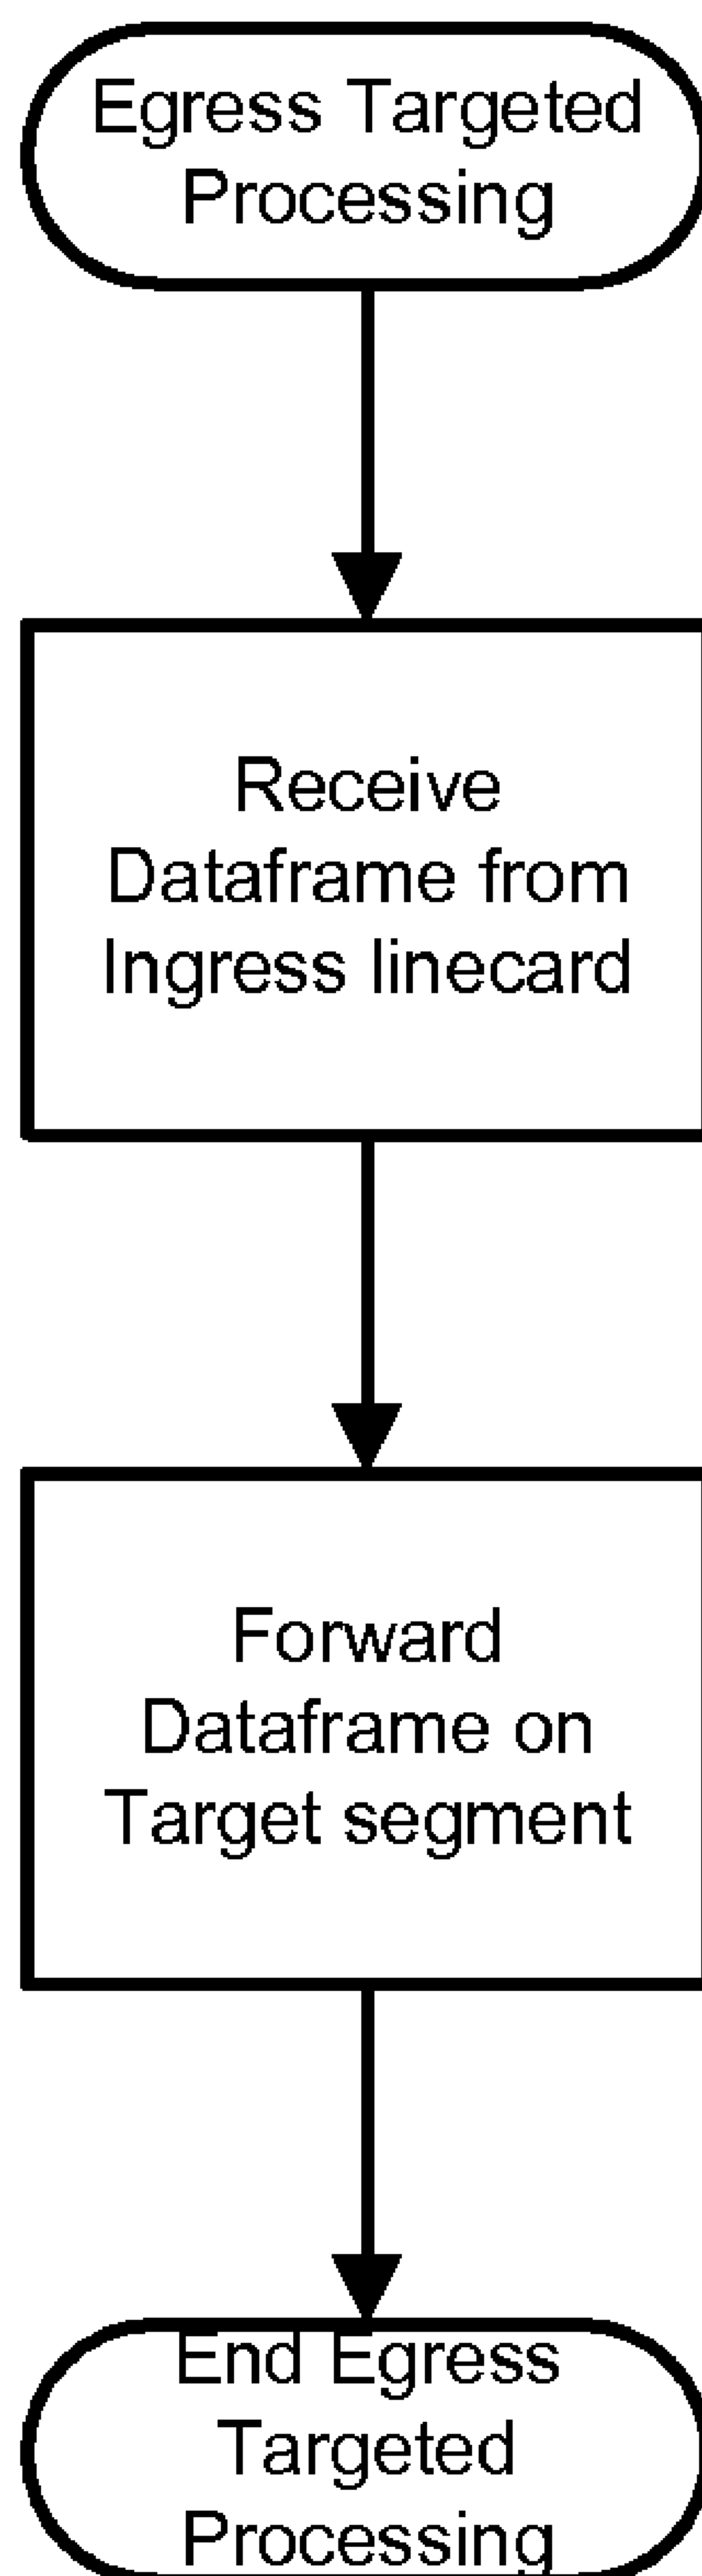 Egress Targeted
Processing
Receive
Dataframe from
Ingress linecard
Forward
Dataframe on
Target segment
End Egress
Targeted
Processing